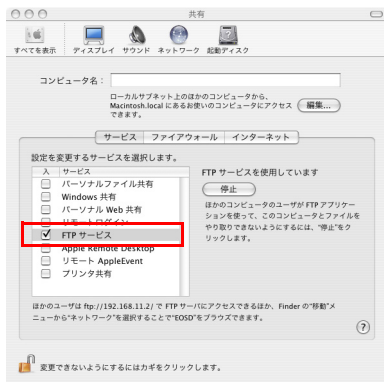 共有
すべてを表示 ディスプレイ サウンド ネットワーク 起動ディスク
コンピュータ名：
ローカルサブネット上のほかのコンピュータから、
Macintosh.local にあるお使いのコンピュータにアクセス
できます。
編集...
サービス ファイアウォール インターネット
設定を変更するサービスを選択します。
入 サービス
パーソナルファイル共有
Windows 共有
パーソナル Web 共有
リモートログイン
FTP サービス
Apple Remote Desktop
リモート AppleEvent
プリンタ共有
FTP サービスを使用しています
停止
ほかのコンピュータのユーザが FTP アプリケー
ションを使って、このコンピュータとファイルを
やり取りできないようにするには、“停止”をク
リックします。
ほかのユーザは ftp://192.168.11.2/ で FTP サーバにアクセスできるほか、Finder の“移動”メ
ニューから“ネットワーク”を選択することで“EOSD”をブラウズできます。
?
変更できないようにするにはカギをクリックします。